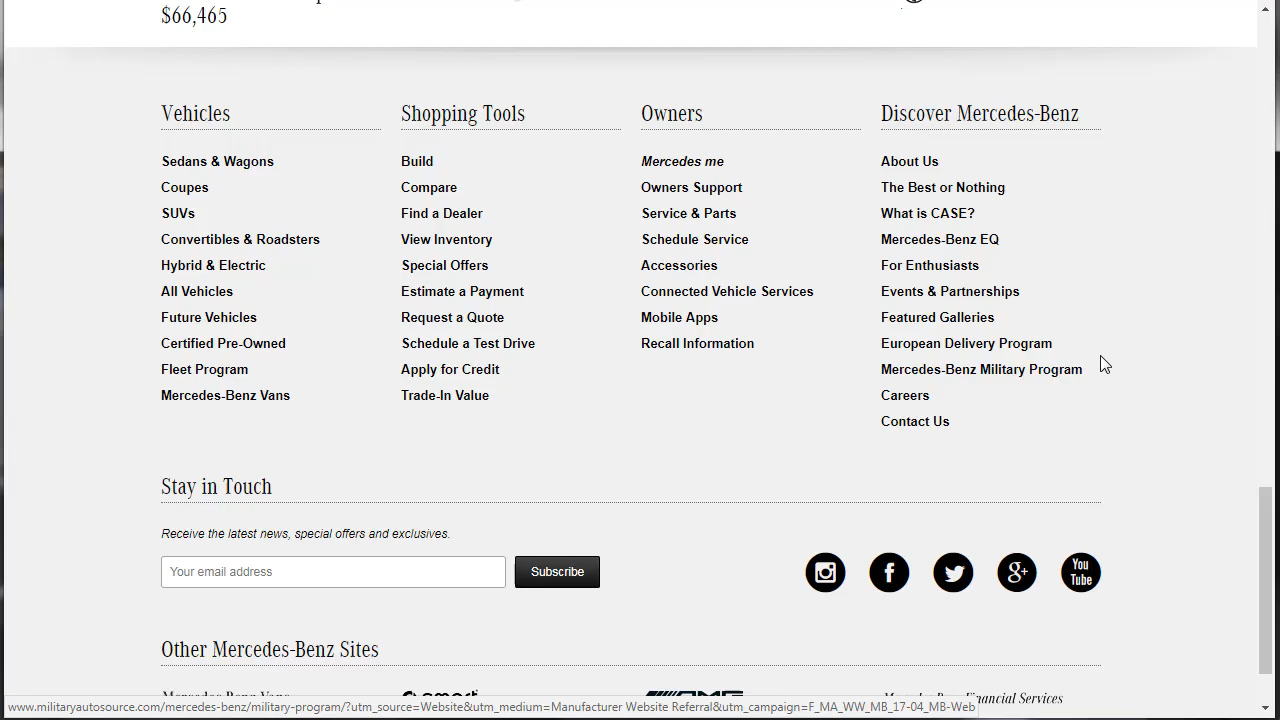 $66,465
Vehicles
Sedans & Wagons
Coupes
SUVs
Convertibles & Roadsters
Hybrid & Electric
All Vehicles
Future Vehicles
Certified Pre-Owned
Fleet Program
Mercedes-Benz Vans
Shopping Tools
Build
Compare
Find a Dealer
View Inventory
Special Offers
Estimate a Payment
Request a Quote
Schedule a Test Drive
Apply for Credit
Trade-In Value
Owners
Mercedes me
Owners Support
Service & Parts
Schedule Service
Accessories
Connected Vehicle Services
Mobile Apps
Recall Information
Discover Mercedes-Benz
About Us
The Best or Nothing
What is CASE?
Mercedes-Benz EQ
For Enthusiasts
Events & Partnerships
Featured Galleries
European Delivery Program
Mercedes-Benz Military Program
Careers
Contact Us
Stay in Touch
Receive the latest news, special offers and exclusives.
Your email address
Subscribe
g+
You
Tube
Other Mercedes-Benz Sites
Mercedes-Benz Vans
smart
AMG
Mercedes-Benz Financial Services
www.militaryautosource.com/mercedes-benz/military-program/?utm_source=Website&utm_medium=Manufacturer Website Referral&utm_campaign=F_MA_WW_MB_17-04_MB-Web